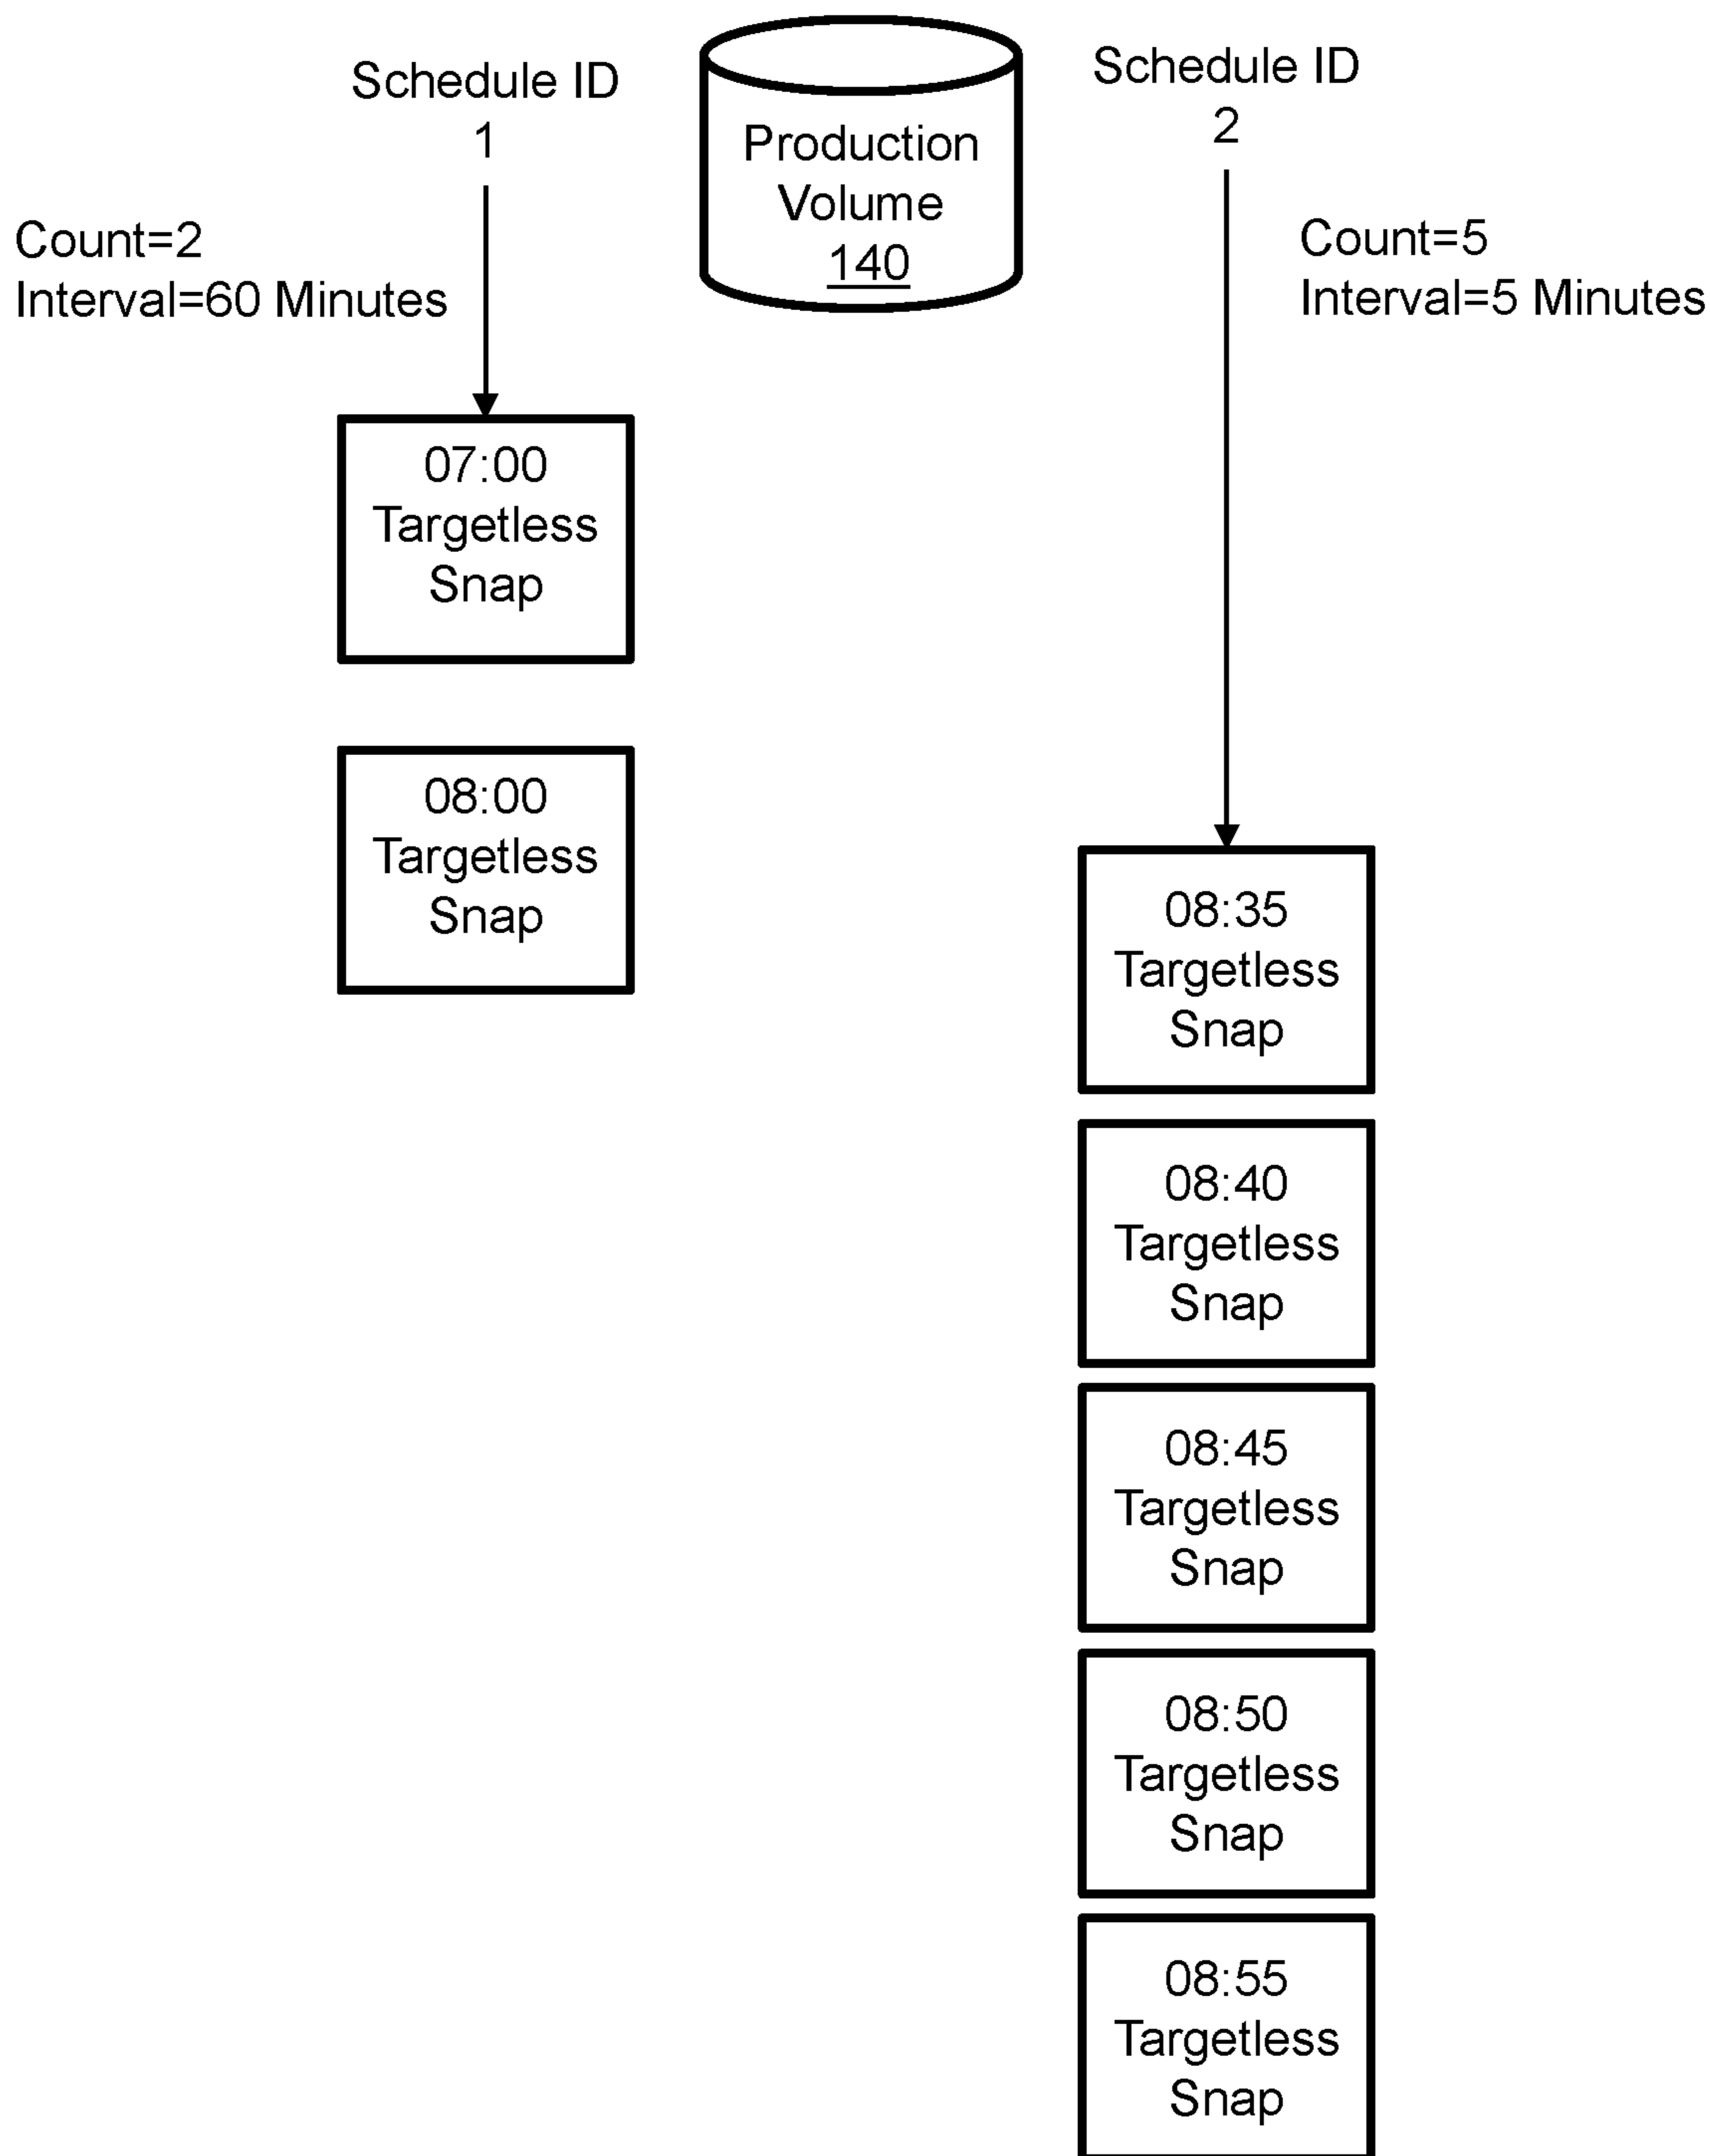 Schedule ID
1
Count=2
Interval=60 Minutes
Production
Volume
140
Schedule ID
2
Count=5
Interval=5 Minutes
07:00
Targetless
Snap
08:00
Targetless
Snap
08:35
Targetless
Snap
08:40
Targetless
Snap
08:45
Targetless
Snap
08:50
Targetless
Snap
08:55
Targetless
Snap